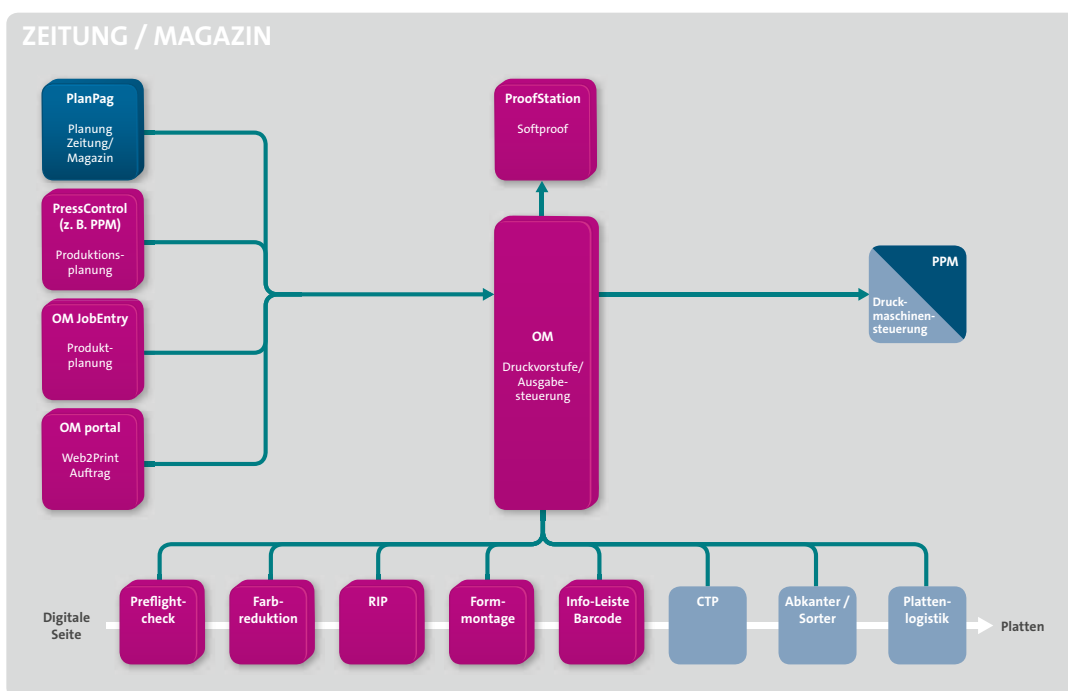 ZEITUNG / MAGAZIN
PlanPag
Planung
Zeitung/
Magazin
ProofStation
Softproof
PressControl
(z. B. PPM)
Produktions-
planung
PPM
Druck-
maschinen-
steuerung
OM JobEntry
Produkt-
planung
OM
Druckvorstufe/
Ausgabe-
steuerung
OM portal
Web2Print
Auftrag
Digitale
Seite
Preflight-
check
Farb-
reduktion
RIP
Form-
montage
Info-Leiste
Barcode
CTP
Abkanter /
Sorter
Platten-
logistik
Platten